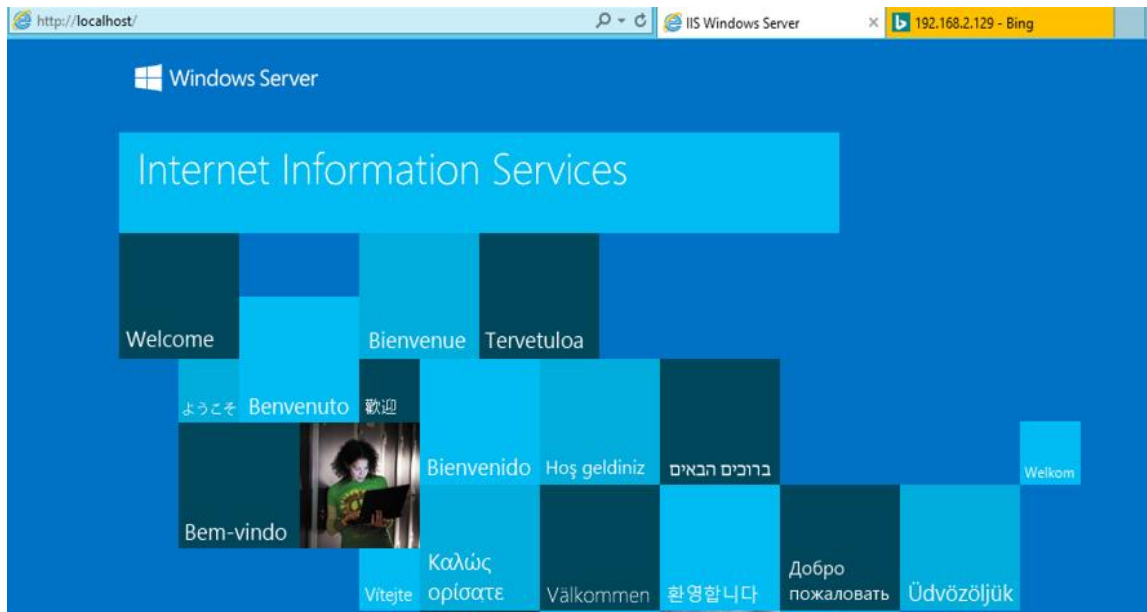 http://localhost/
IIS Windows Server
192.168.2.129 - Bing
Windows Server
Internet Information Services
Welcome
Bienvenue
Tervetuloa
ようこそ
Benvenuto
歡迎
Bienvenido
Hoş geldiniz
ברוכים הבאים
Welkom
Bem-vindo
Vítejte
Καλώς
ορίσατε
Välkommen
환영합니다
Добро
пожаловать
Üdvözöljük